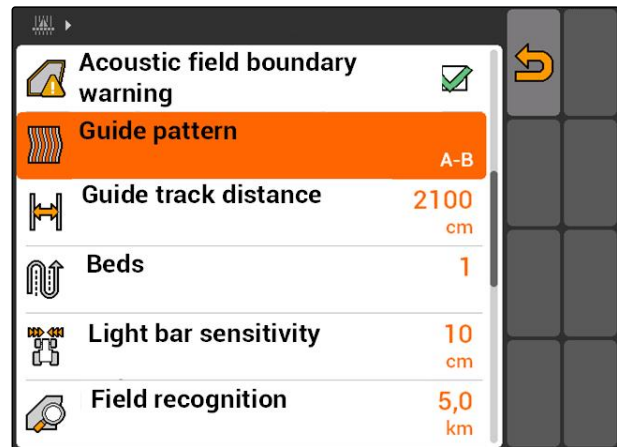 Acoustic field boundary
warning
Guide pattern
A-B
Guide track distance
2100
cm
Beds
1
Light bar sensitivity
10
cm
Field recognition
5,0
km